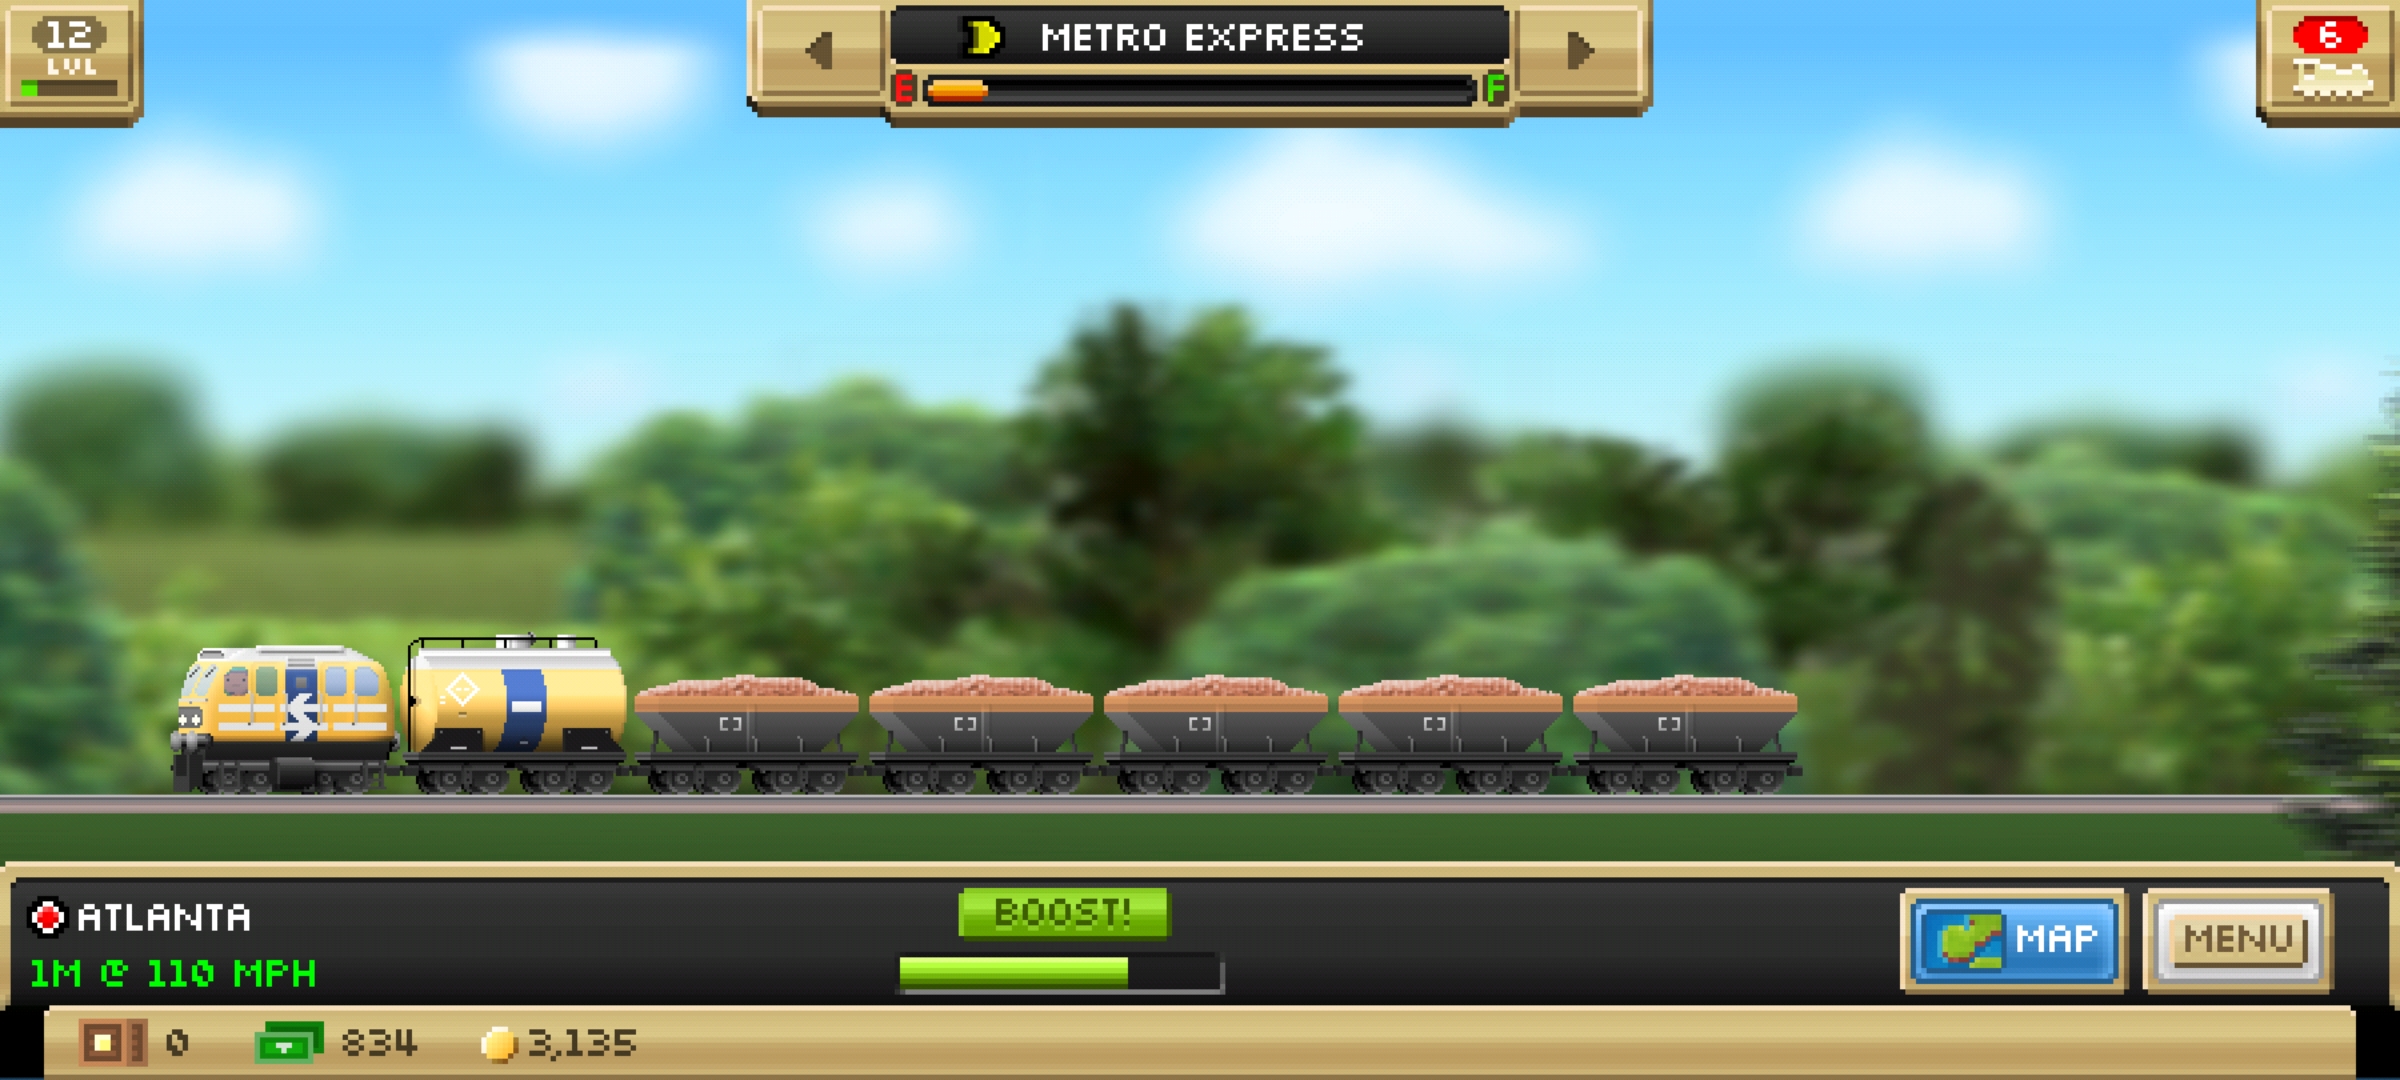 12
LVL
METRO EXPRESS
E F
6
ATLANTA
1M @ 110 MPH
BOOST!
MAP
MENU
0
834
3,135